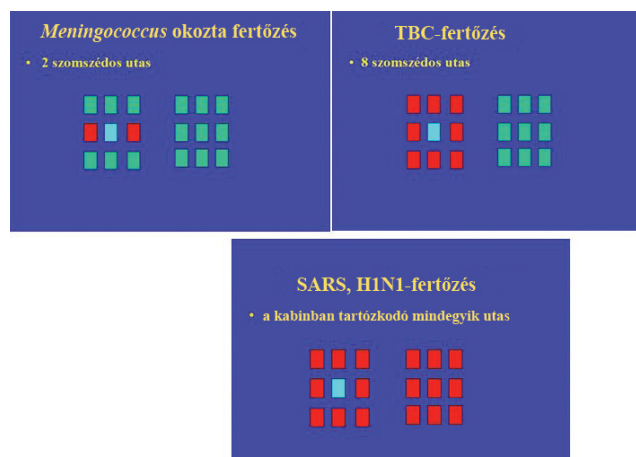 Meningococcus okozta fertőzés
• 2 szomszédos utas
TBC-fertőzés
• 8 szomszédos utas
SARS, H1N1-fertőzés
• a kabinban tartózkodó mindegyik utas